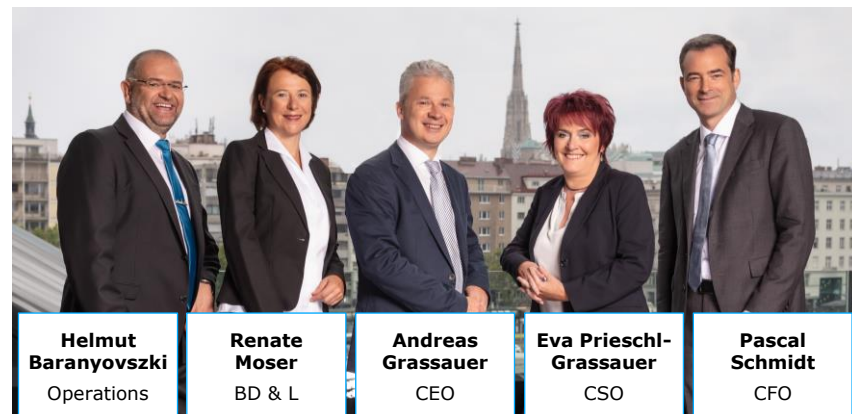 Helmut
Baranyovszki
Operations
Renate
Moser
BD & L
Andreas
Grassauer
CEO
Eva Prieschl-
Grassauer
CSO
Pascal
Schmidt
CFO